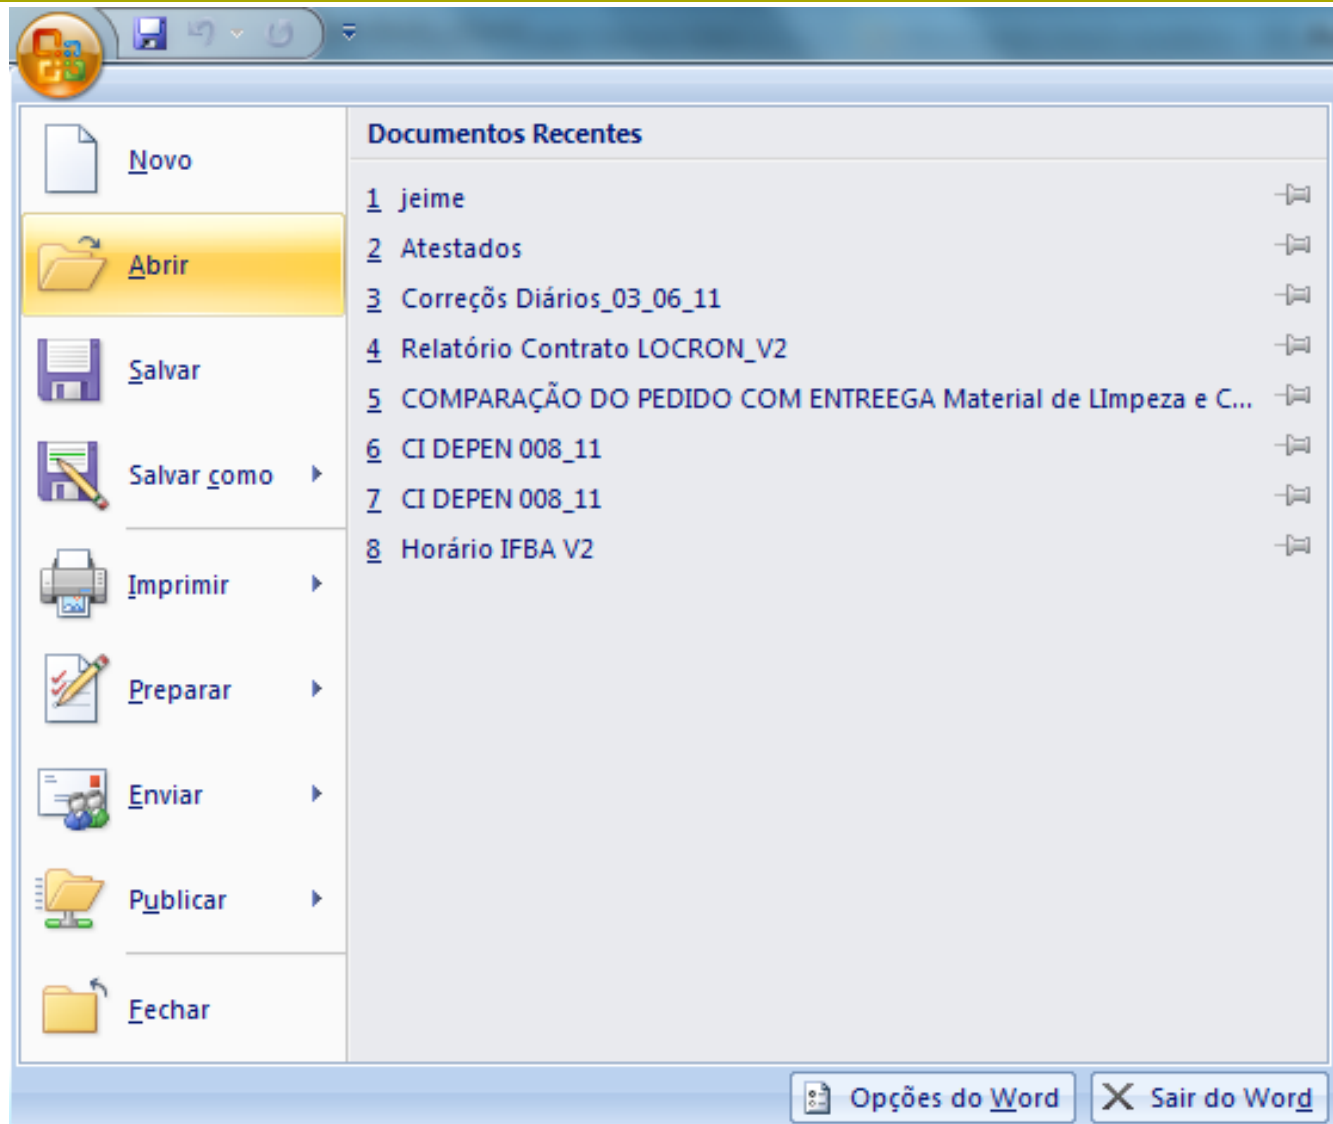 Novo
Abrir
Salvar
Salvar como
Imprimir
Preparar
Enviar
Publicar
Fechar
Documentos Recentes
1 jeime
2 Atestados
3 Correçõs Diários_03_06_11
4 Relatório Contrato LOCRON_V2
5 COMPARAÇÃO DO PEDIDO COM ENTREEGA Material de LImpeza e C...
6 CI DEPEN 008_11
7 CI DEPEN 008_11
8 Horário IFBA V2
Opções do Word
Sair do Word